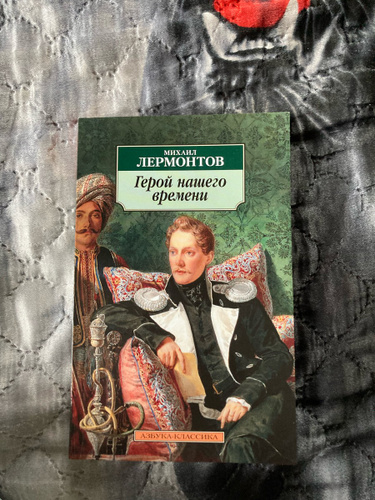 МИХАИЛ
ЛЕРМОНТОВ
Герой нашего
времени
АЗБУКА-КЛАССИКА